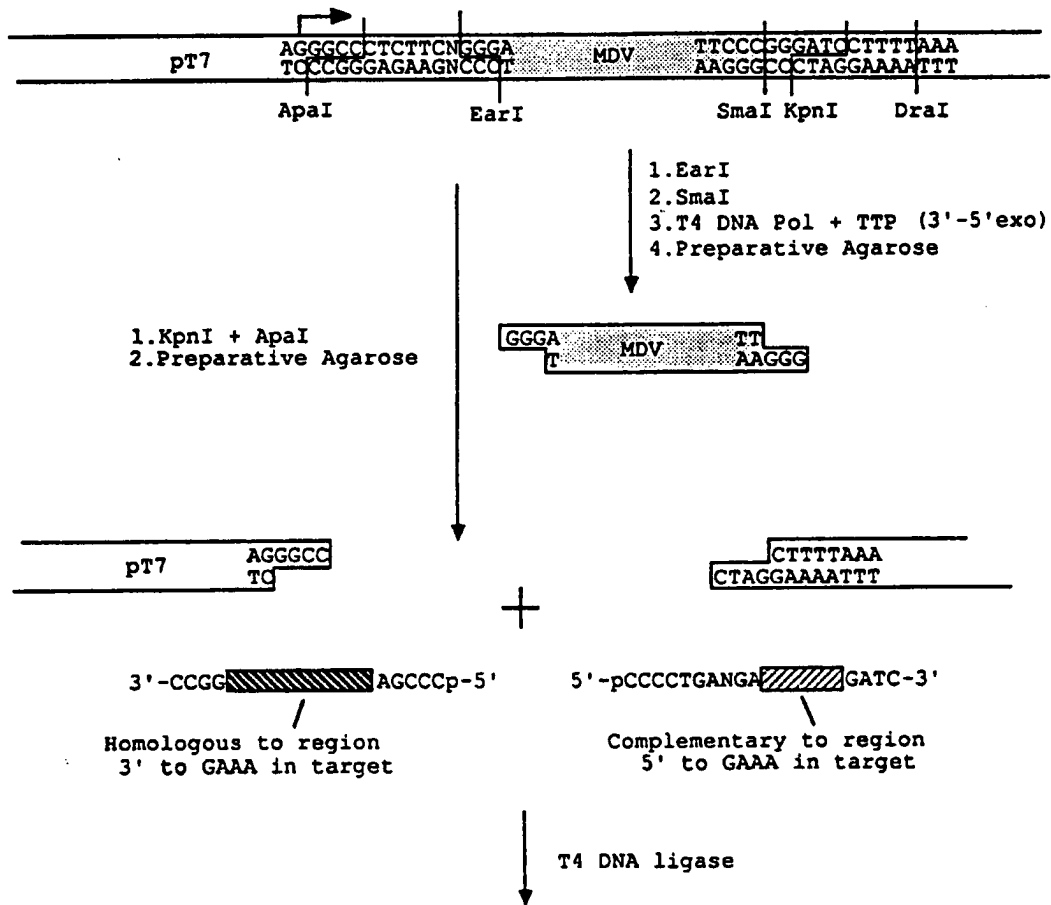 AGGGCCCTCTTCNGGGA TTCCCGGGATCCTTTTAAA
pT7 MDV
TCCCGGGAGAAGNCCCT AAGGGCCCTAGGAAAATTT
ApaI EarI SmaI KpnI DraI
1.EarI
2.SmaI
3.T4 DNA Pol + TTP (3'-5'exo)
4.Preparative Agarose
1.KpnI + ApaI
2.Preparative Agarose
GGGA TT
MDV
T AAGGG
AGGGCC CTTTTAAA
pT7
TC CTAGGAAAATTT
+
3'-CCGG AGCCCp-5' 5'-pCCCCTGANGA GATC-3'
Homologous to region
3' to GAAA in target
Complementary to region
5' to GAAA in target
T4 DNA ligase